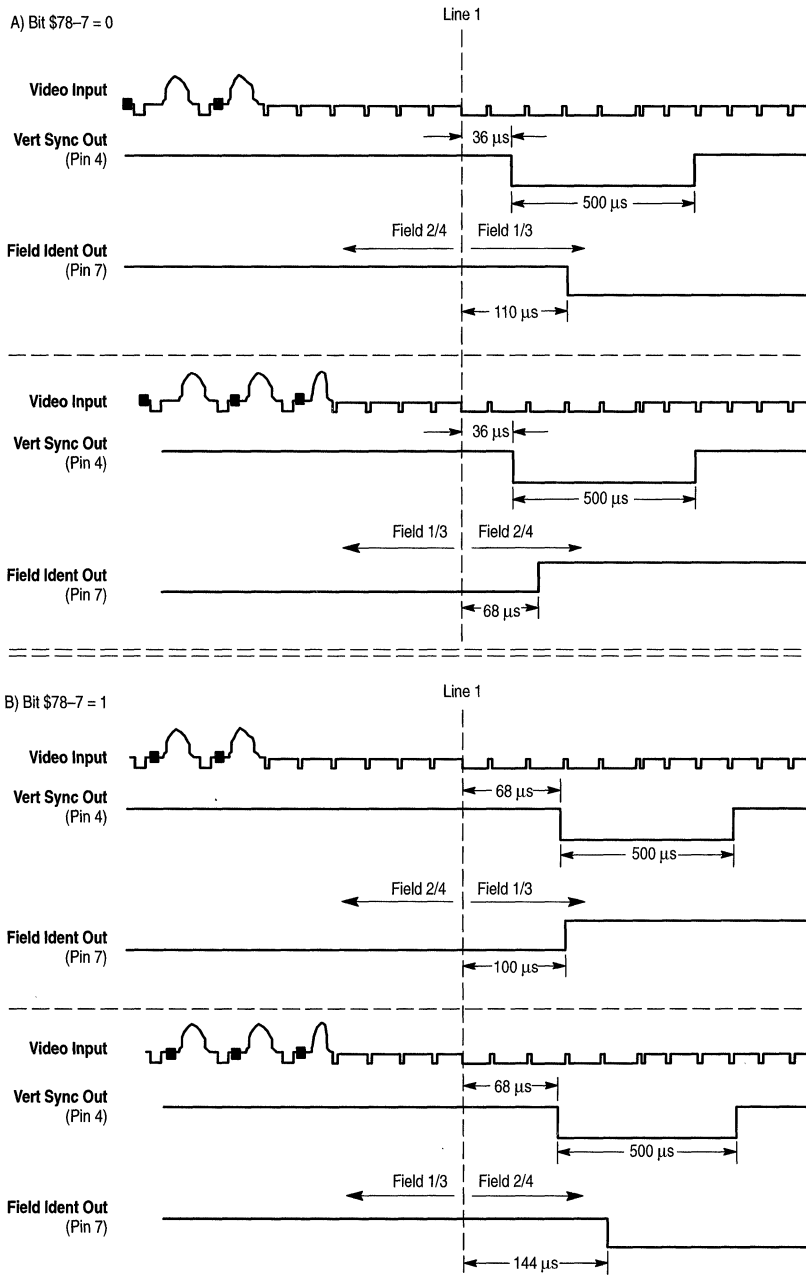 Line 1
A) Bit $78–7 = 0
Video Input
Vert Sync Out
(Pin 4)
36 µs
500 µs
Field 2/4
Field 1/3
Field Ident Out
(Pin 7)
110 µs
Video Input
Vert Sync Out
(Pin 4)
36 µs
500 µs
Field 1/3
Field 2/4
Field Ident Out
(Pin 7)
68 µs
Line 1
B) Bit $78–7 = 1
Video Input
Vert Sync Out
(Pin 4)
68 µs
500 µs
Field 2/4
Field 1/3
Field Ident Out
(Pin 7)
100 µs
Video Input
Vert Sync Out
(Pin 4)
68 µs
500 µs
Field 1/3
Field 2/4
Field Ident Out
(Pin 7)
144 µs